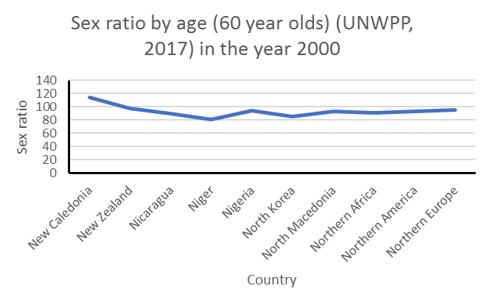 Sex ratio by age (60 year olds) (UNWPP,
2017) in the year 2000
140
120
100
80
60
40
20
0
Sex ratio
New Caledonia
New Zealand
Nicaragua
Niger
Nigeria
North Korea
North Macedonia
Northern Africa
Northern America
Northern Europe
Country